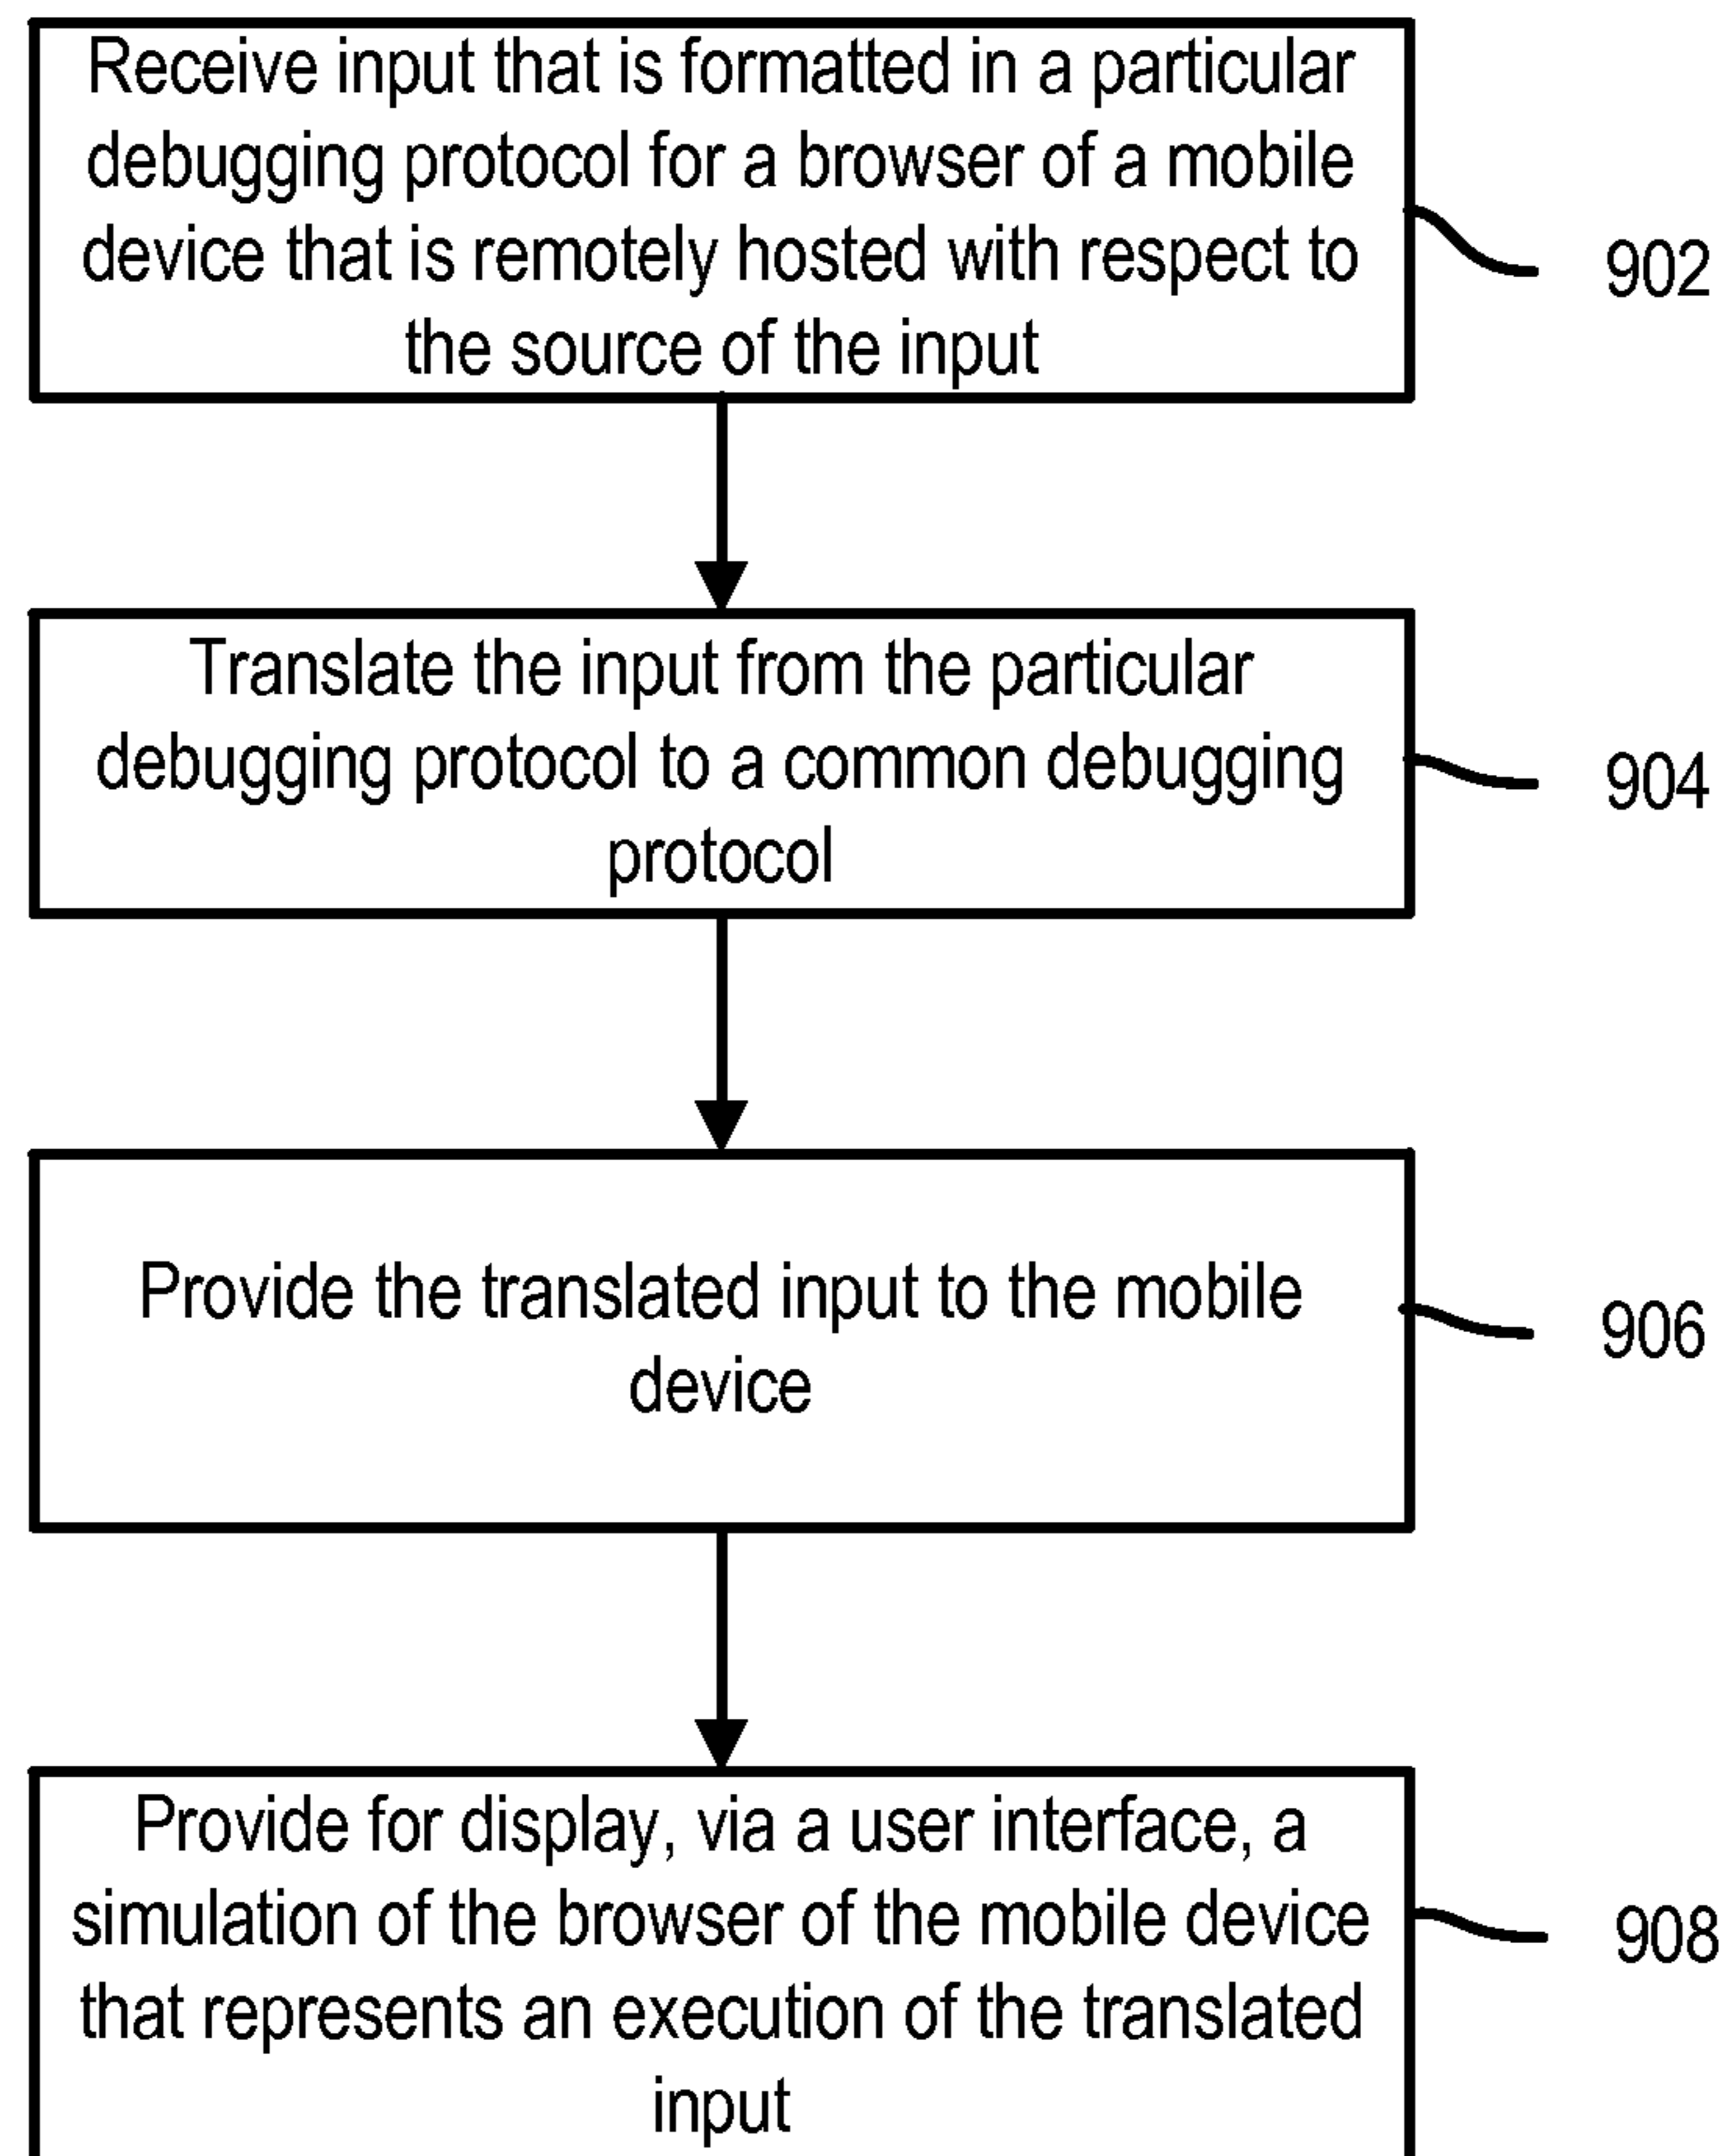 Receive input that is formatted in a particular
debugging protocol for a browser of a mobile
device that is remotely hosted with respect to
the source of the input
902
Translate the input from the particular
debugging protocol to a common debugging
protocol
904
Provide the translated input to the mobile
device
906
Provide for display, via a user interface, a
simulation of the browser of the mobile device
that represents an execution of the translated
input
908